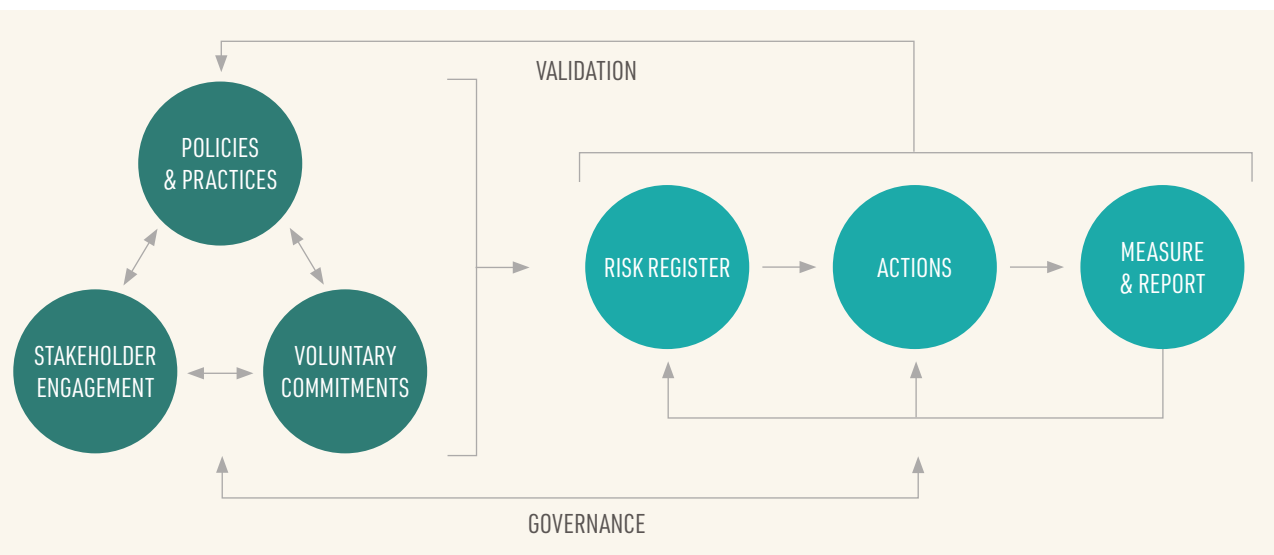 VALIDATION
POLICIES
& PRACTICES
STAKEHOLDER
ENGAGEMENT
VOLUNTARY
COMMITMENTS
RISK REGISTER
ACTIONS
MEASURE
& REPORT
GOVERNANCE